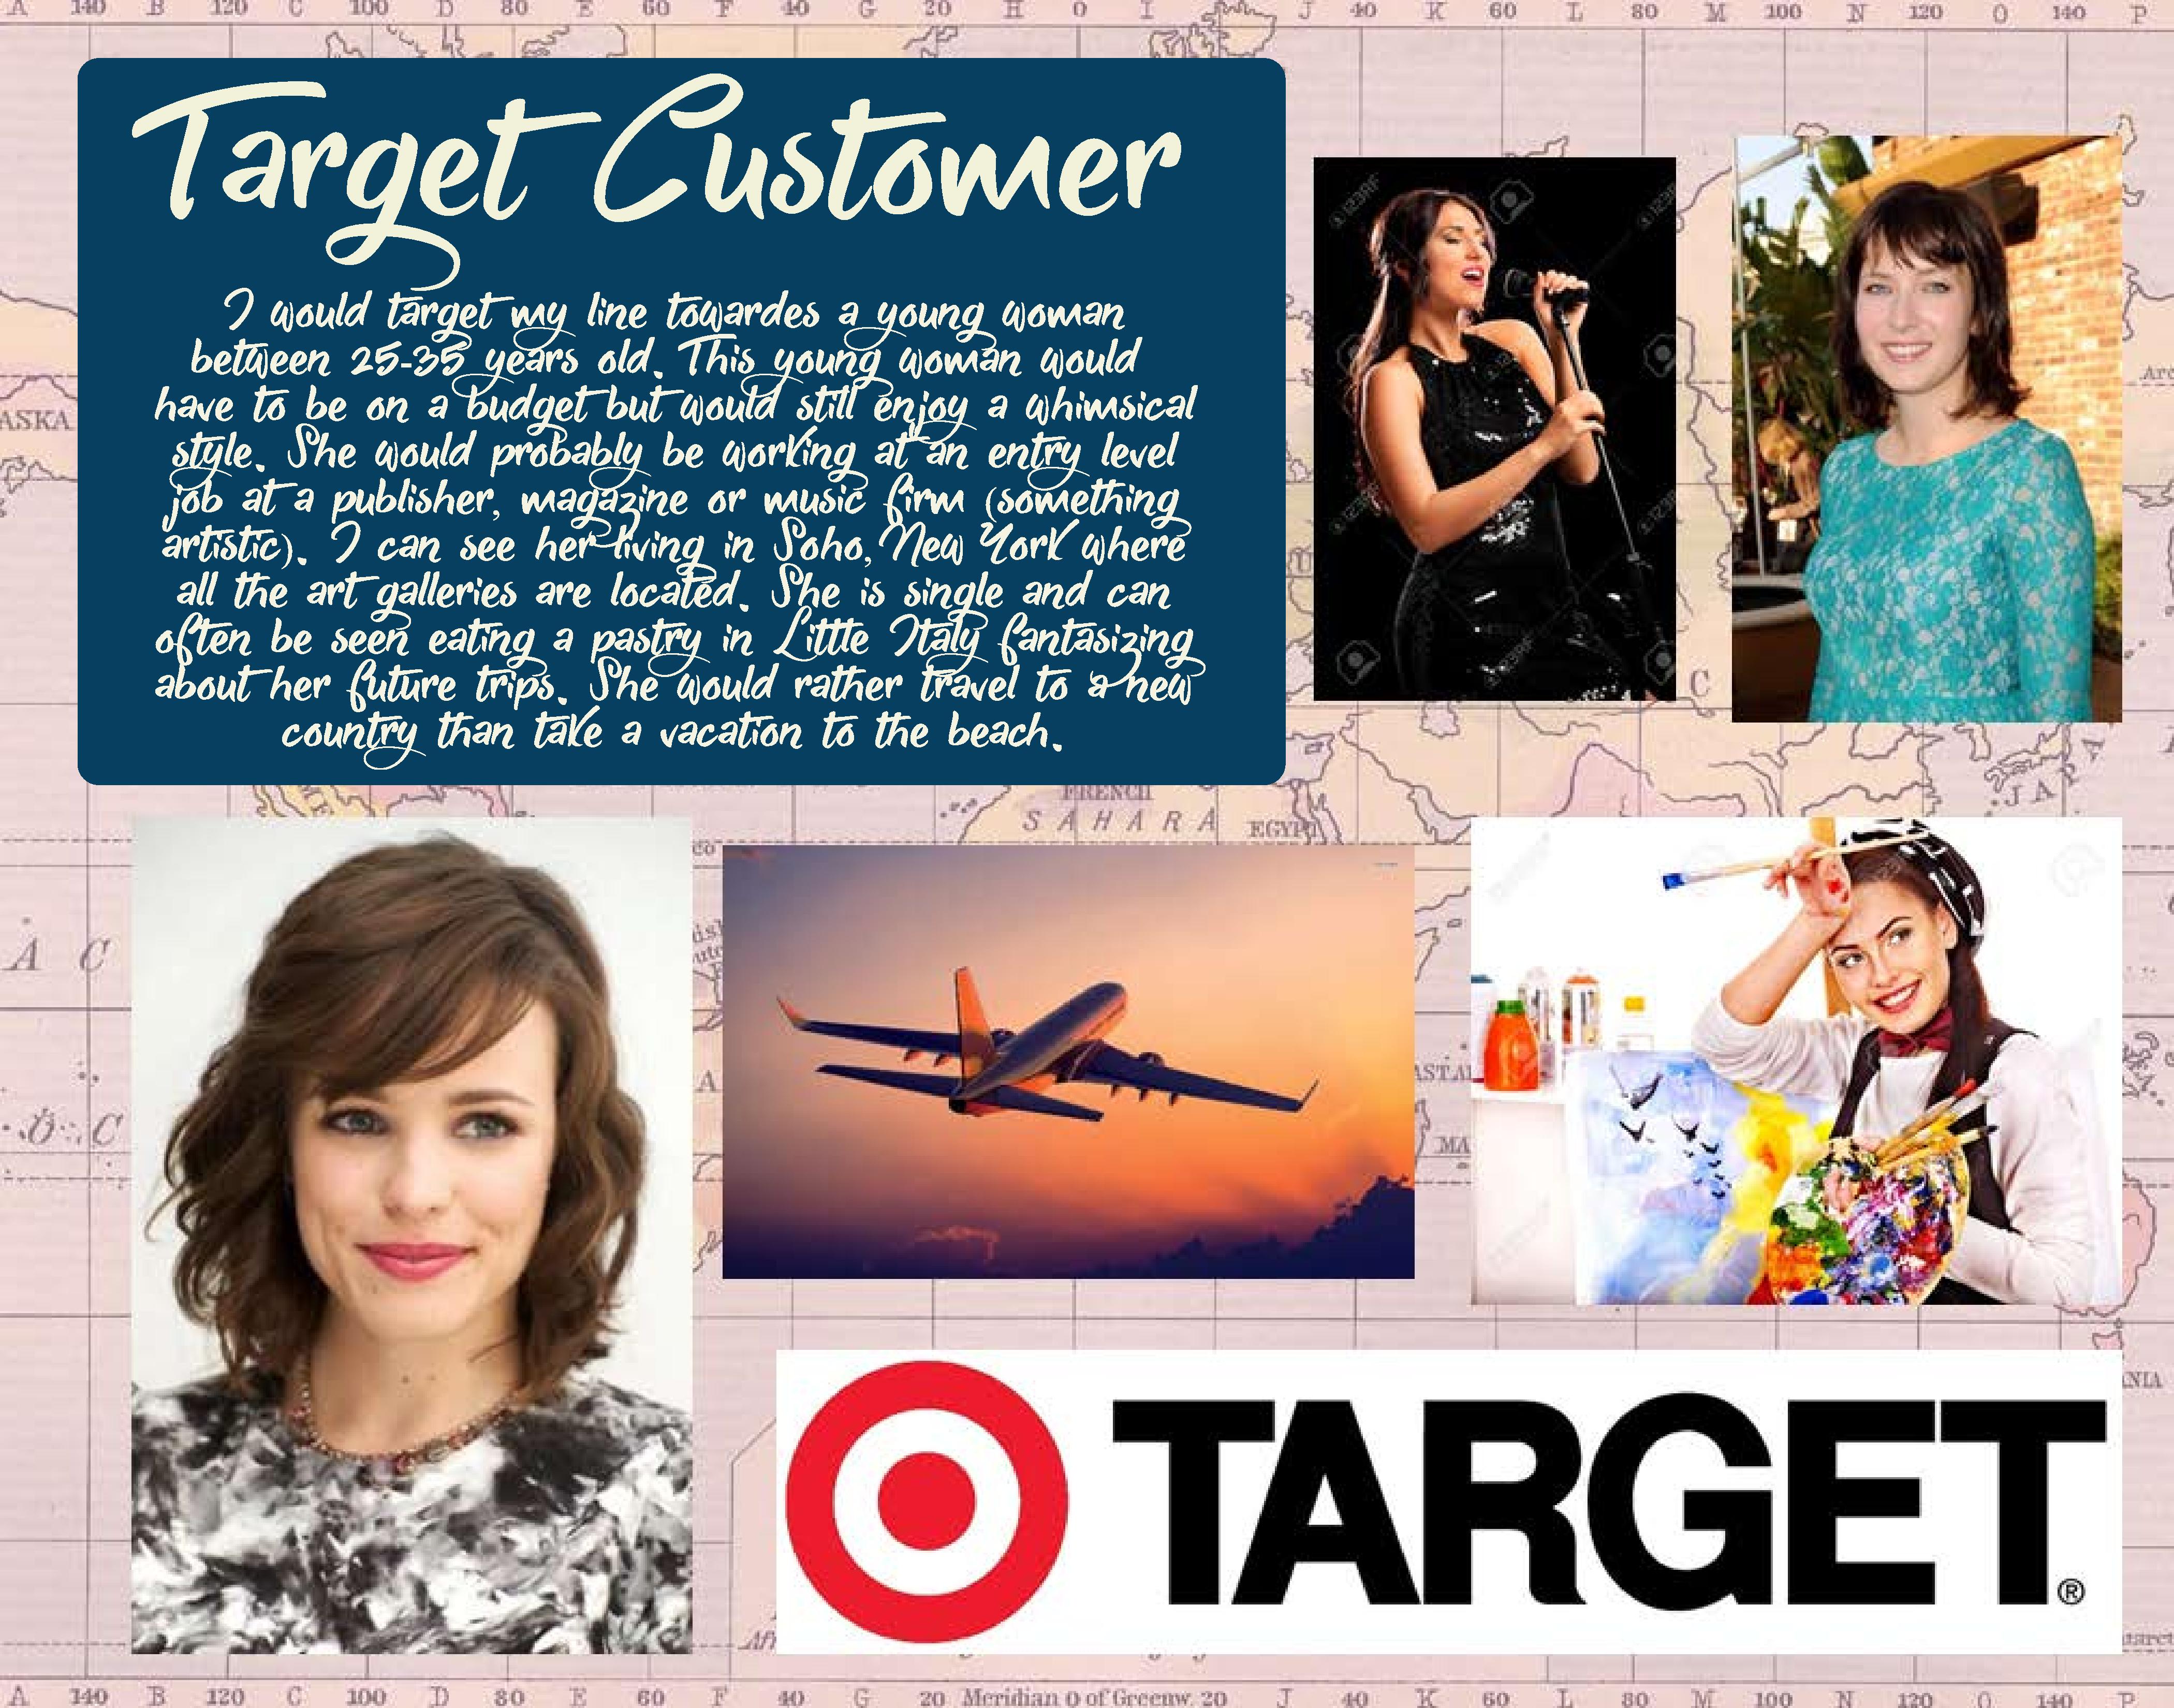 A 140 B 120 C 100 D 80 E 60 F 40 G 20 H 0 I J 40 K 60 L 80 M 100 N 120 O 140 P
Target Customer
I would target my line towardes a young woman
between 25-35 years old. This young woman would
have to be on a budget but would still enjoy a whimsical
style. She would probably be working at an entry level
job at a publisher, magazine or music firm (something
artistic). I can see her living in Soho, New York where
all the art galleries are located. She is single and can
often be seen eating a pastry in Little Italy fantasizing
about her future trips. She would rather travel to a new
country than take a vacation to the beach.
123RF
ASKA
C
JA
FRENCH
SAHARA
EGYPT
A C
C
A
MA
TARGET®
NIA
A 140 B 120 C 100 D 80 E 60 F 40 G 20 Meridian 0 of Greenw. 20 J 40 K 60 L 80 M 100 N 120 O 140 P